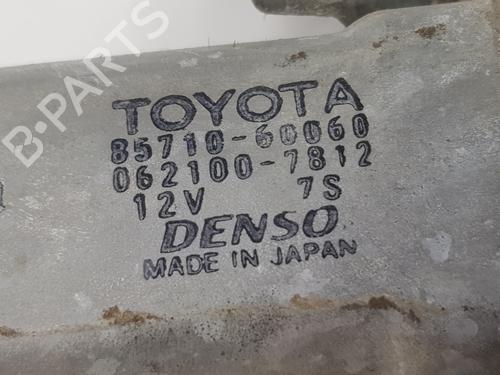 TOYOTA
85710-60060
062100-7812
12V 7S
DENSO
MADE IN JAPAN
B-PARTS